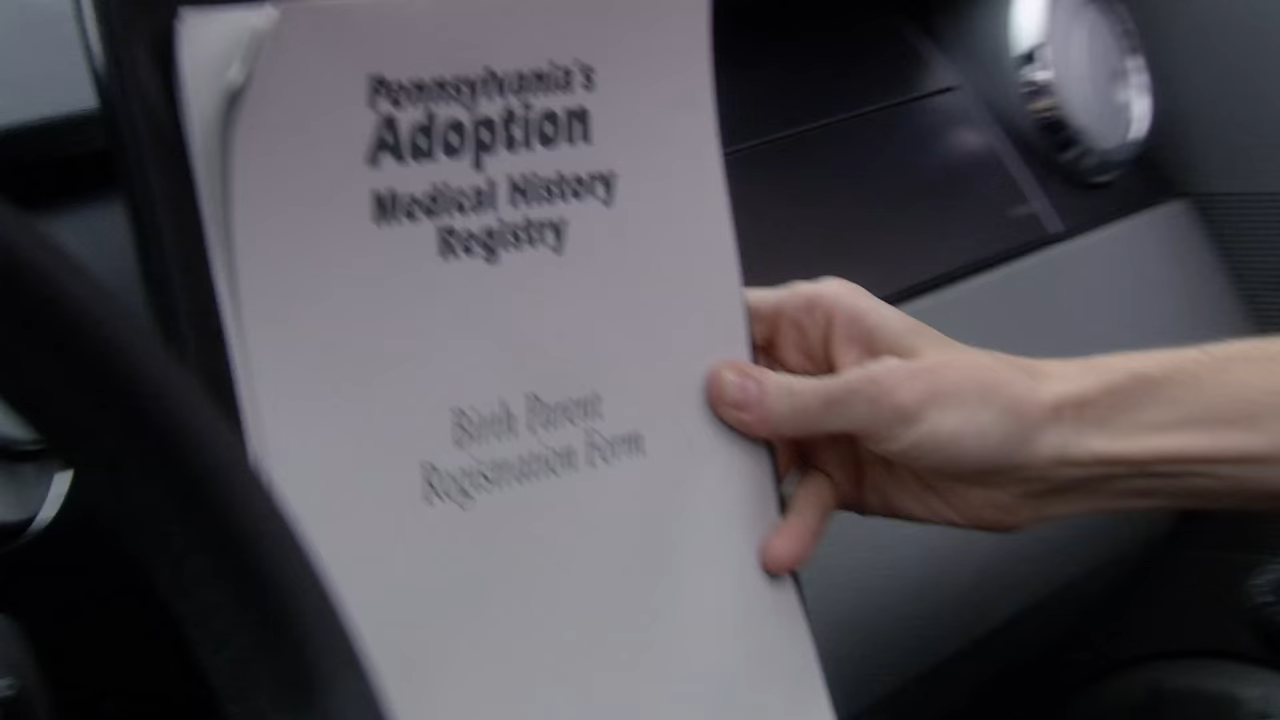 Pennsylvania's
Adoption
Medical History
Registry
Birth Parent
Registration Form